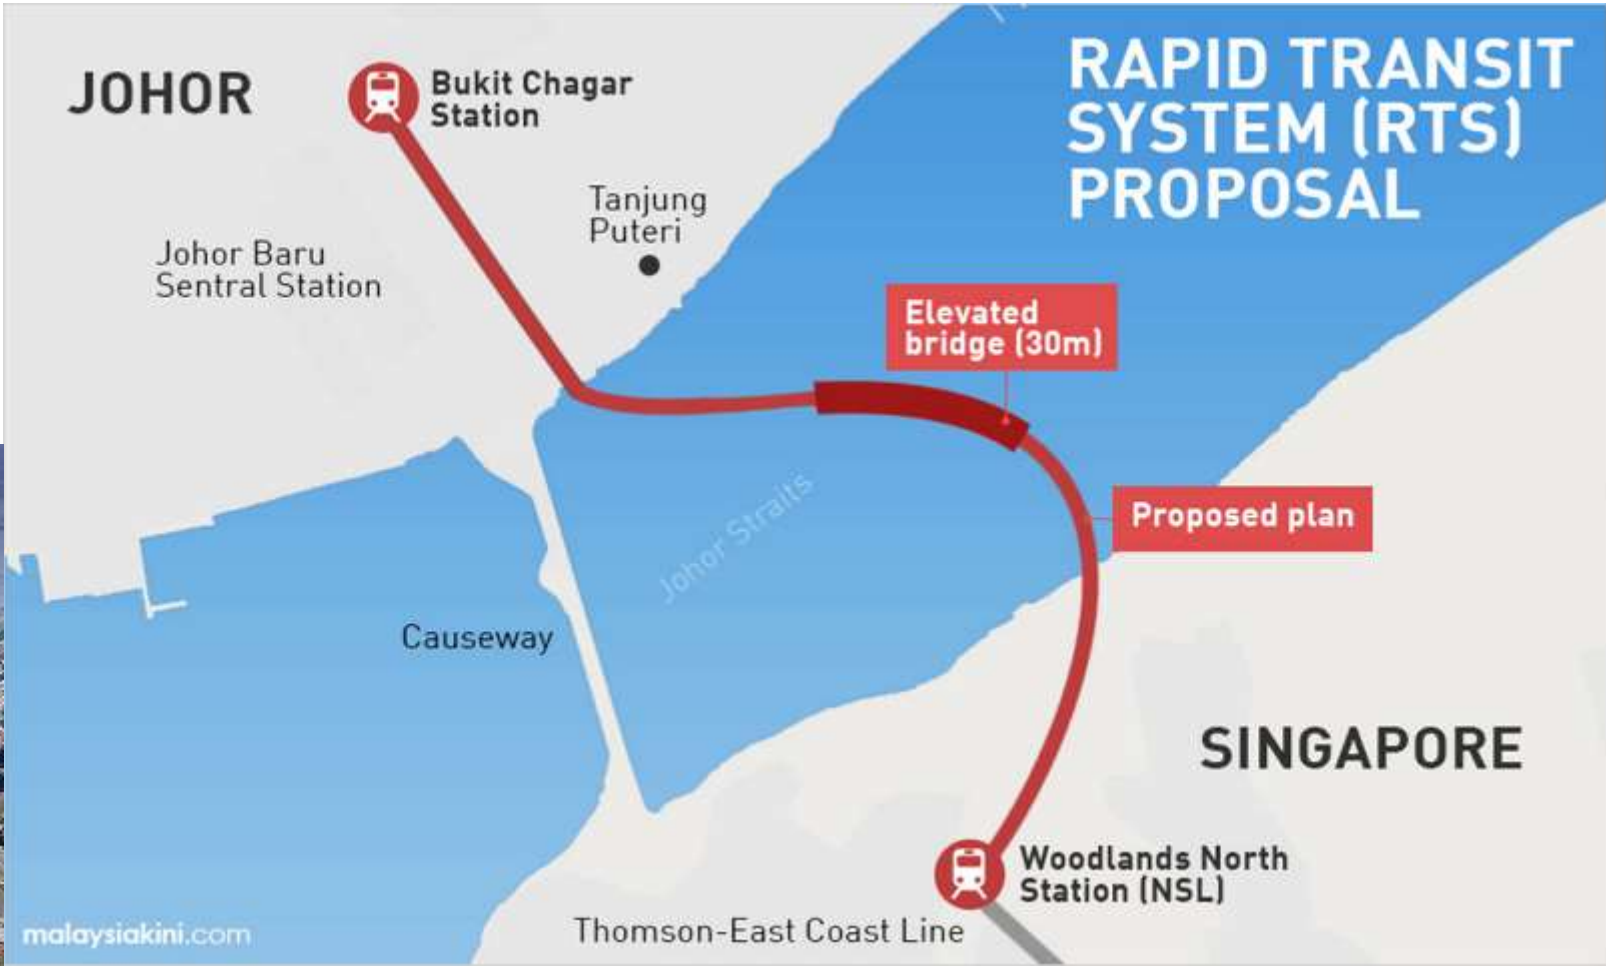 RAPID TRANSIT
SYSTEM (RTS)
PROPOSAL
JOHOR
Bukit Chagar
Station
Tanjung
Puteri
Johor Baru
Sentral Station
Elevated
bridge (30m)
Proposed plan
Johor Straits
Causeway
SINGAPORE
Woodlands North
Station (NSL)
Thomson-East Coast Line
malaysiakini.com